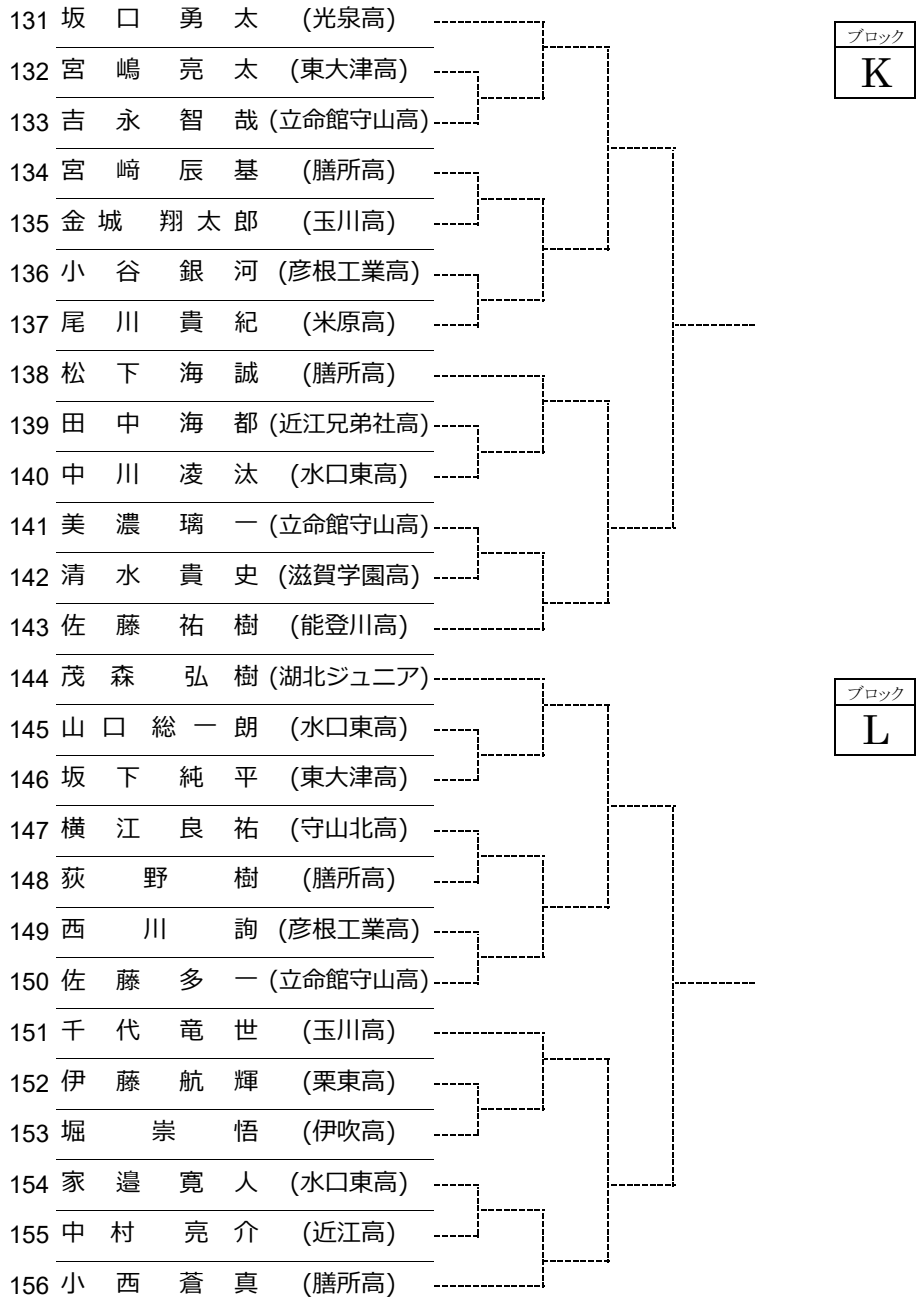 131 坂口勇太 (光泉高)
ブロック
K
132 宮嶋亮太 (東大津高)
133 吉永智哉 (立命館守山高)
134 宮﨑辰基 (膳所高)
135 金城翔太郎 (玉川高)
136 小谷銀河 (彦根工業高)
137 尾川貴紀 (米原高)
138 松下海誠 (膳所高)
139 田中海都 (近江兄弟社高)
140 中川凌汰 (水口東高)
141 美濃璃一 (立命館守山高)
142 清水貴史 (滋賀学園高)
143 佐藤祐樹 (能登川高)
144 茂森弘樹 (湖北ジュニア)
ブロック
L
145 山口総一朗 (水口東高)
146 坂下純平 (東大津高)
147 横江良祐 (守山北高)
148 荻野樹 (膳所高)
149 西川詢 (彦根工業高)
150 佐藤多一 (立命館守山高)
151 千代竜世 (玉川高)
152 伊藤航輝 (栗東高)
153 堀崇悟 (伊吹高)
154 家邉寛人 (水口東高)
155 中村亮介 (近江高)
156 小西蒼真 (膳所高)